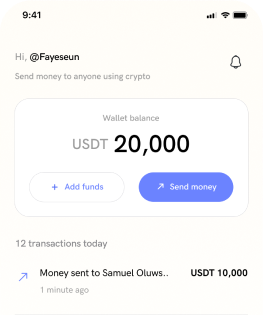 9:41
Hi, @Fayeseun
Send money to anyone using crypto
Wallet balance
USDT 20,000
+ Add funds
Send money
12 transactions today
Money sent to Samuel Oluws.. USDT 10,000
1 minute ago